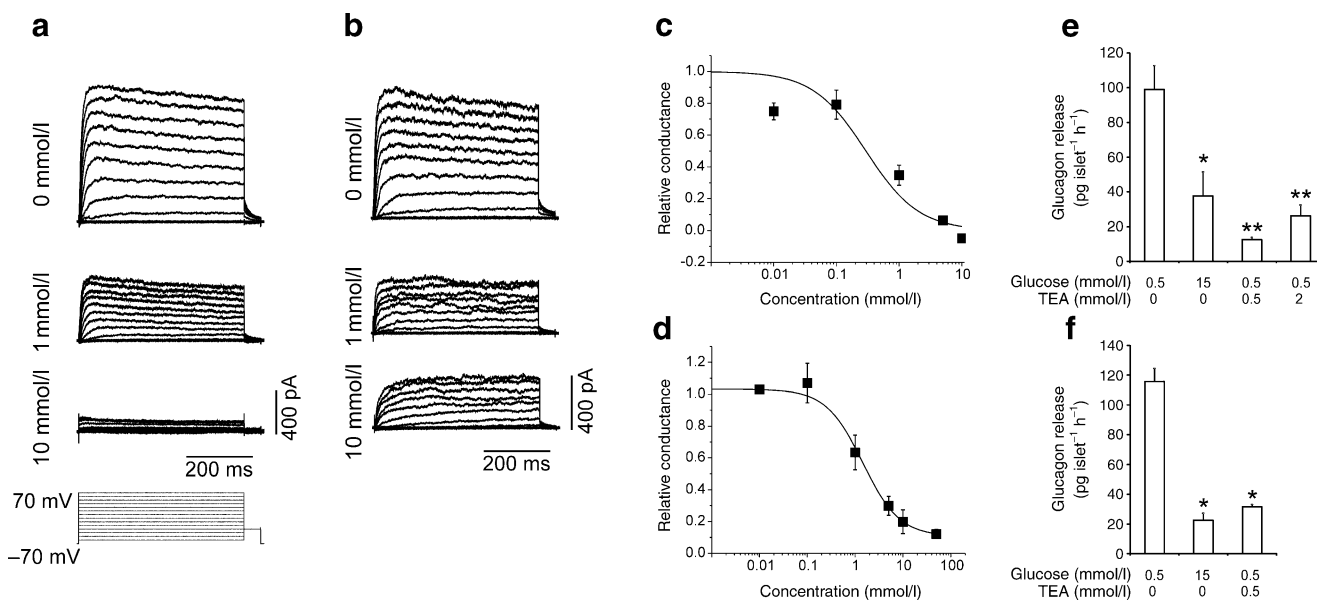 a
0 mmol/l
1 mmol/l
10 mmol/l
400 pA
200 ms
70 mV
–70 mV
b
0 mmol/l
1 mmol/l
10 mmol/l
400 pA
200 ms
c
Relative conductance
1.0
0.8
0.6
0.4
0.2
0.0
-0.2
0.01 0.1 1 10
Concentration (mmol/l)
d
Relative conductance
1.2
1.0
0.8
0.6
0.4
0.2
0.0
0.01 0.1 1 10 100
Concentration (mmol/l)
e
Glucagon release
(pg islet⁻¹ h⁻¹)
120
100
80
60
40
20
0
* ** **
Glucose (mmol/l) 0.5 15 0.5 0.5
TEA (mmol/l) 0 0 0.5 2
f
Glucagon release
(pg islet⁻¹ h⁻¹)
140
120
100
80
60
40
20
0
* *
Glucose (mmol/l) 0.5 15 0.5
TEA (mmol/l) 0 0 0.5